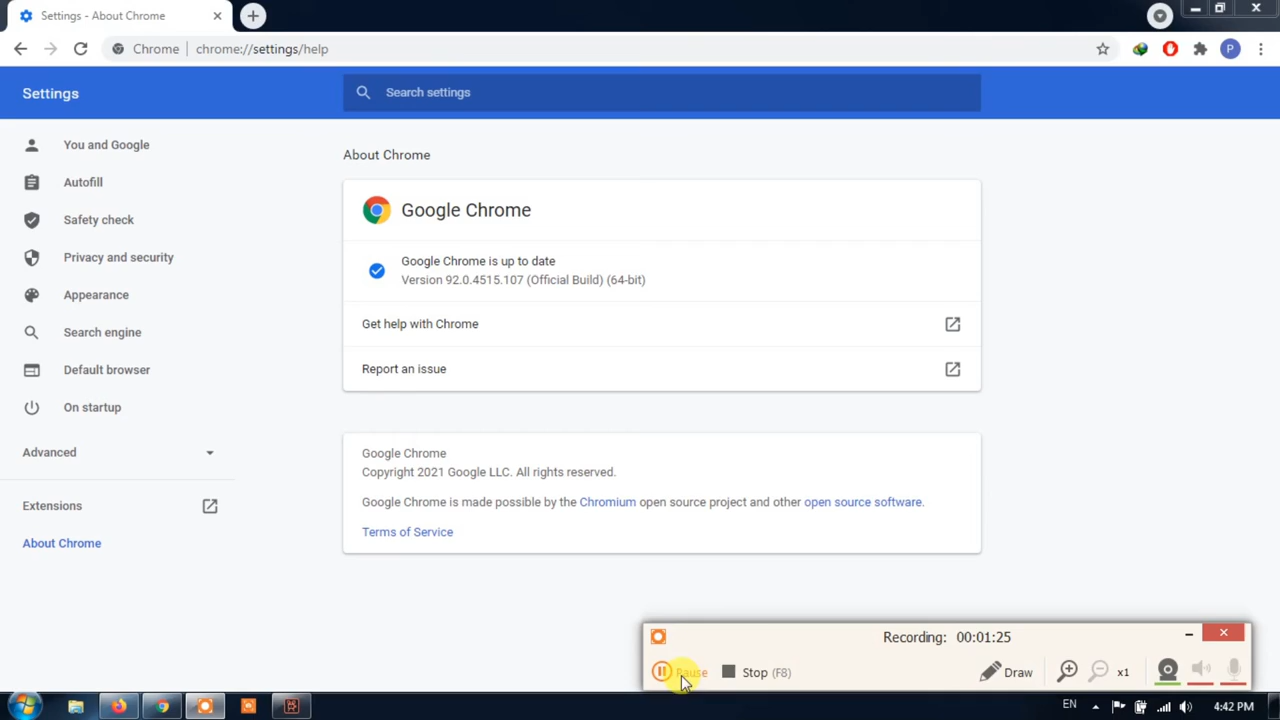 Settings - About Chrome
Chrome
chrome://settings/help
P
Settings
Search settings
You and Google
Autofill
Safety check
Privacy and security
Appearance
Search engine
Default browser
On startup
Advanced
Extensions
About Chrome
About Chrome
Google Chrome
Google Chrome is up to date
Version 92.0.4515.107 (Official Build) (64-bit)
Get help with Chrome
Report an issue
Google Chrome
Copyright 2021 Google LLC. All rights reserved.
Google Chrome is made possible by the Chromium open source project and other open source software.
Terms of Service
Recording: 00:01:25
Pause
Stop (F8)
Draw
x1
EN
4:42 PM